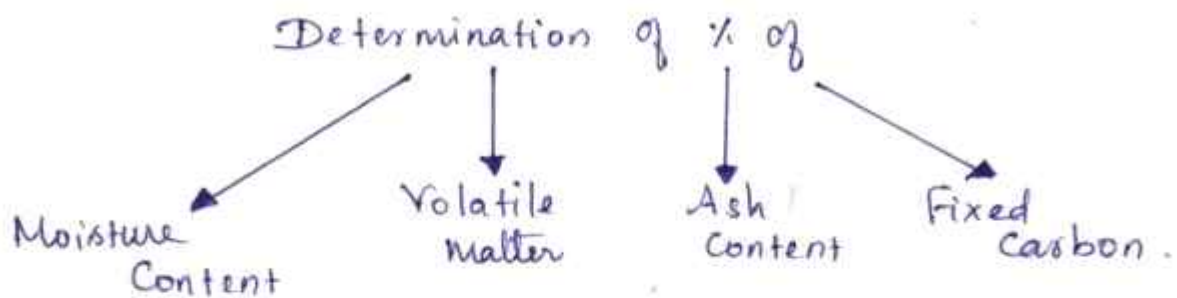 Determination of % of
Moisture Content
Volatile Matter
Ash Content
Fixed Carbon.